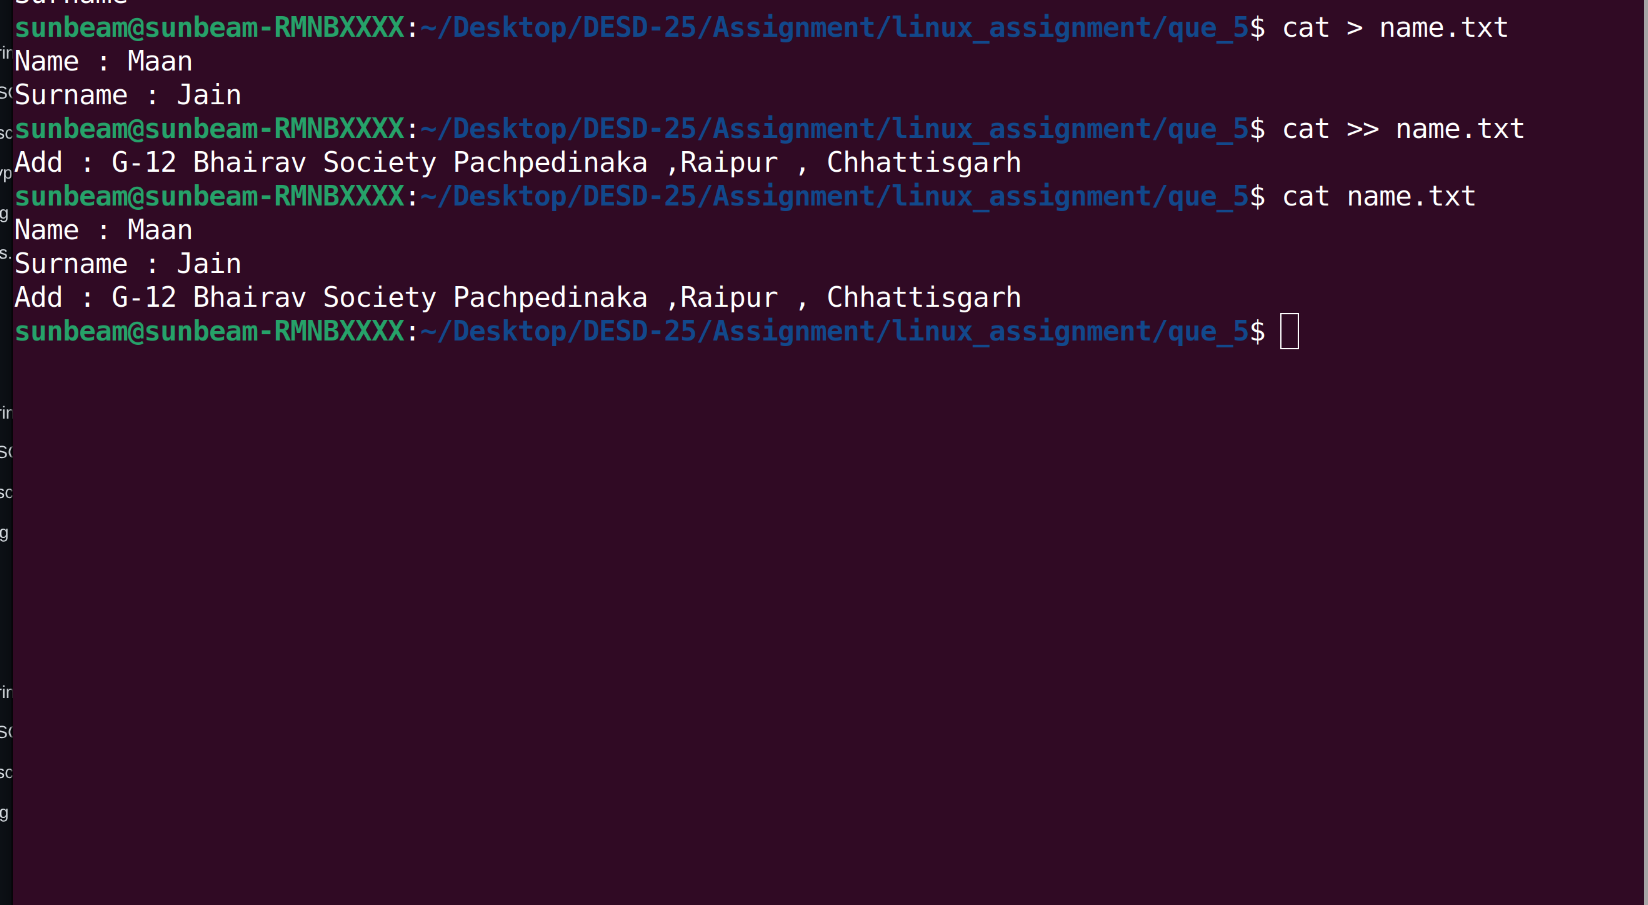 sunbeam@sunbeam-RMNBXXXX:~/Desktop/DESD-25/Assignment/linux_assignment/que_5$ cat > name.txt
Name : Maan
Surname : Jain
sunbeam@sunbeam-RMNBXXXX:~/Desktop/DESD-25/Assignment/linux_assignment/que_5$ cat >> name.txt
Add : G-12 Bhairav Society Pachpedinaka ,Raipur , Chhattisgarh
sunbeam@sunbeam-RMNBXXXX:~/Desktop/DESD-25/Assignment/linux_assignment/que_5$ cat name.txt
Name : Maan
Surname : Jain
Add : G-12 Bhairav Society Pachpedinaka ,Raipur , Chhattisgarh
sunbeam@sunbeam-RMNBXXXX:~/Desktop/DESD-25/Assignment/linux_assignment/que_5$